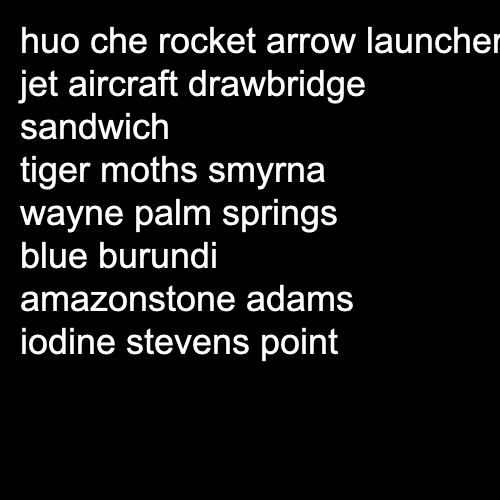 huo che rocket arrow launcher
jet aircraft drawbridge
sandwich
tiger moths smyrna
wayne palm springs
blue burundi
amazonstone adams
iodine stevens point